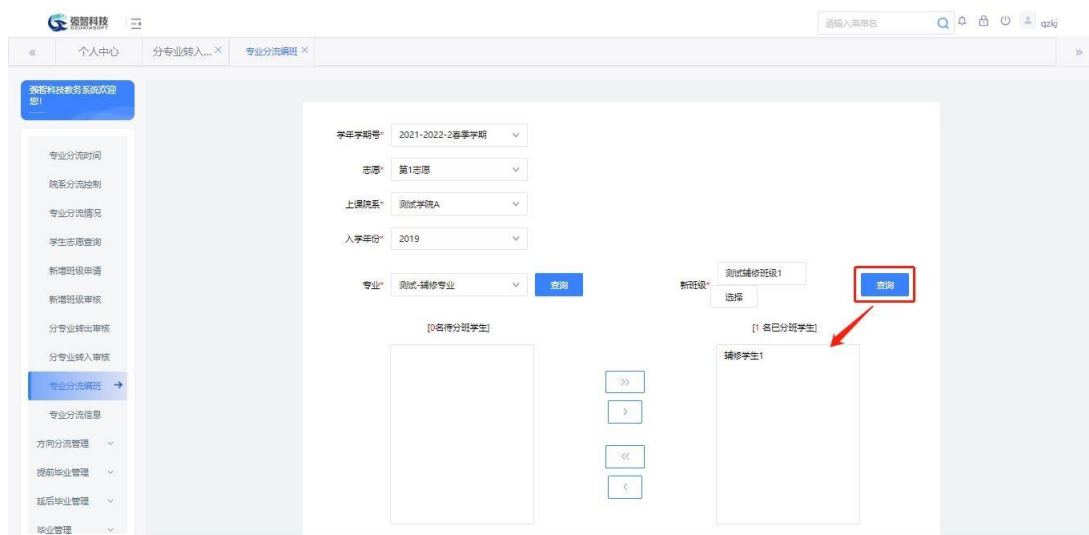 强智科技
QZDATASOFT
请输入菜单名
qzkj
«
个人中心
分专业转入... ×
专业分流编班 ×
»
强智科技教务系统欢迎
您!!
专业分流时间
院系分流控制
专业分流情况
学生志愿查询
新增班级申请
新增班级审核
分专业转出审核
分专业转入审核
专业分流编班 →
专业分流信息
方向分流管理
提前毕业管理
延后毕业管理
毕业管理
学年学期号* 2021-2022-2春季学期
志愿* 第1志愿
上课院系* 测试学院A
入学年份* 2019
专业* 测试-辅修专业 查询
新班级* 测试辅修班级1 查询
选择
[0名待分班学生]
[1 名已分班学生]
辅修学生1
>>
>
<<
<